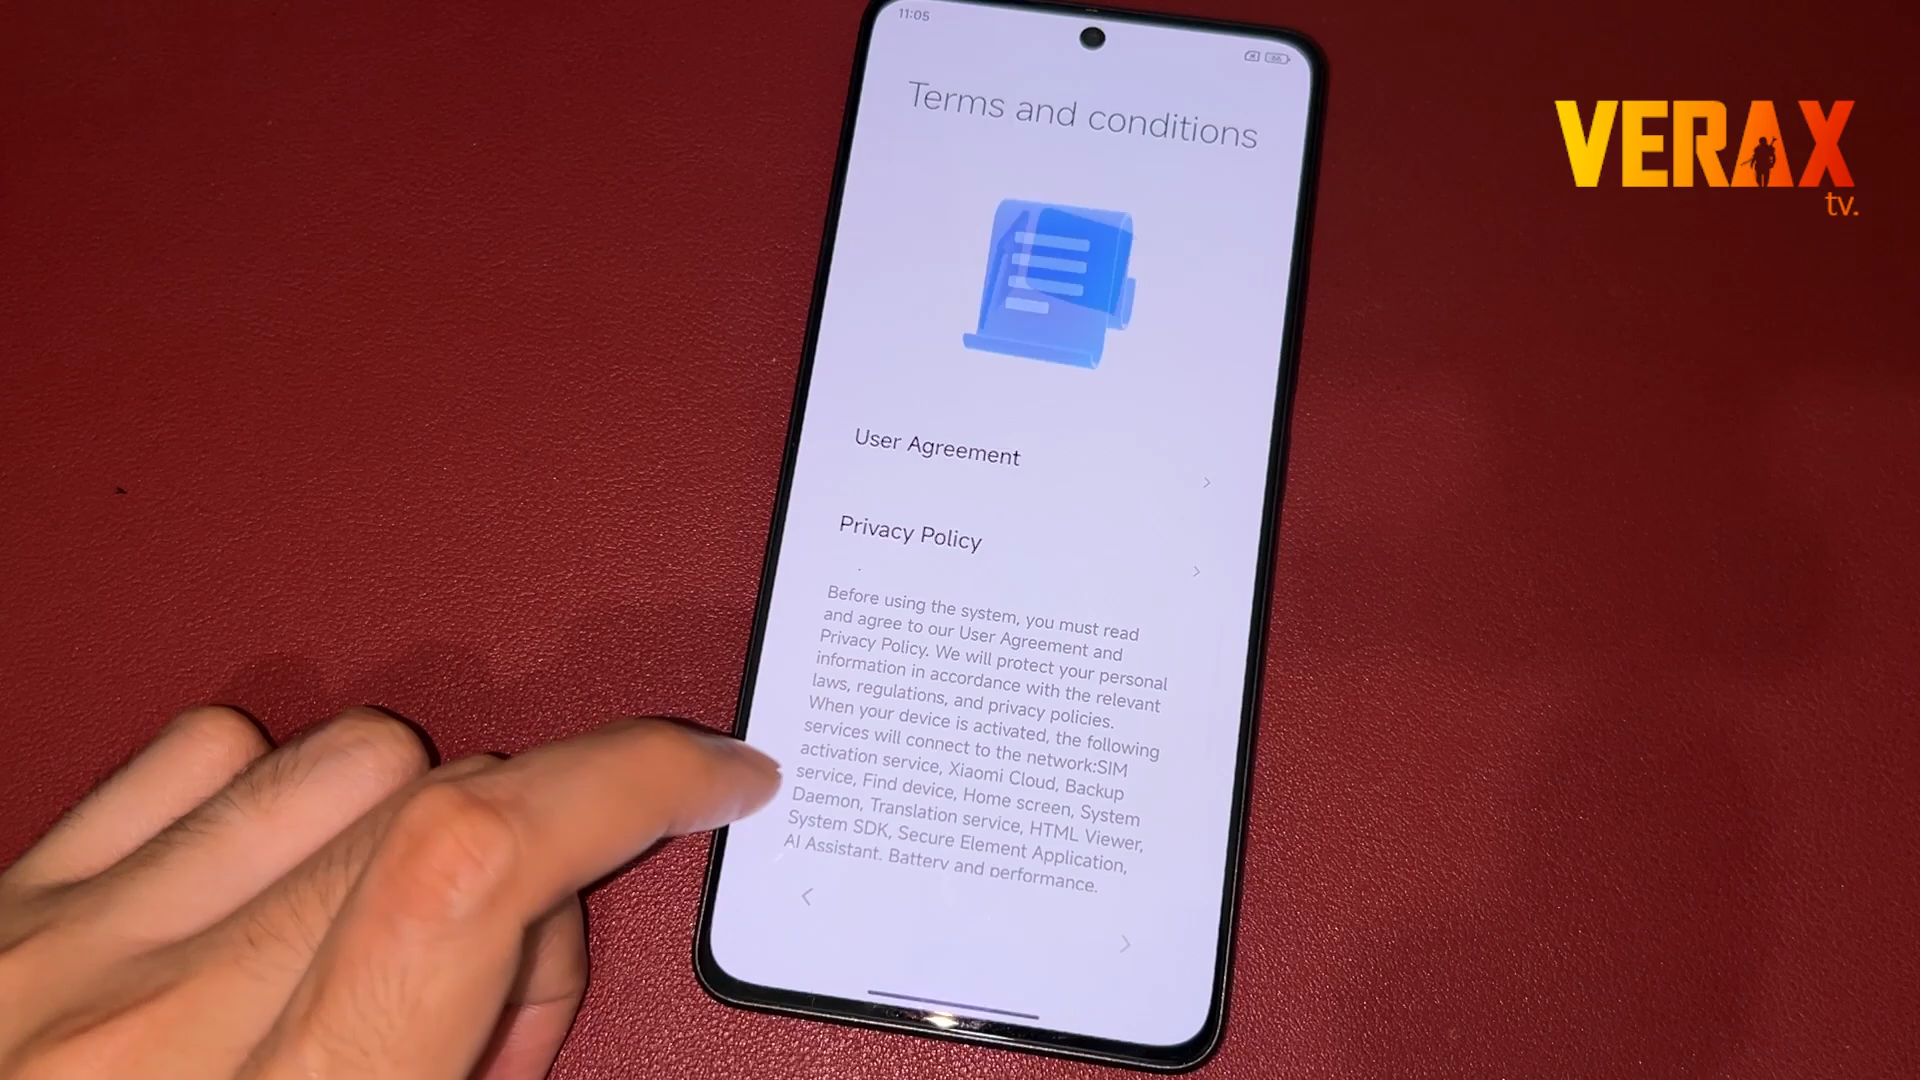 11:05
VERAX
tv.
Terms and conditions
User Agreement
Privacy Policy
Before using the system, you must read
and agree to our User Agreement and
Privacy Policy. We will protect your personal
information in accordance with the relevant
laws, regulations, and privacy policies.
When your device is activated, the following
services will connect to the network:SIM
activation service, Xiaomi Cloud, Backup
service, Find device, Home screen, System
Daemon, Translation service, HTML Viewer,
System SDK, Secure Element Application,
AI Assistant, Battery and performance,